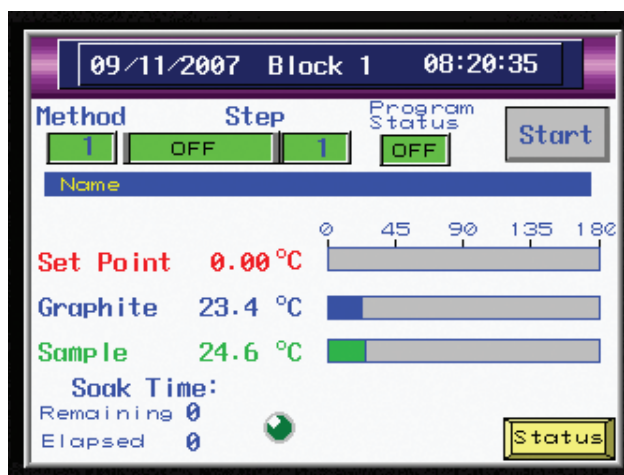 09/11/2007 Block 1 08:20:35
Method Step Program Status Start
1 OFF 1 OFF
Name
0 45 90 135 180
Set Point 0.00 °C
Graphite 23.4 °C
Sample 24.6 °C
Soak Time:
Remaining 0
Elapsed 0
Status